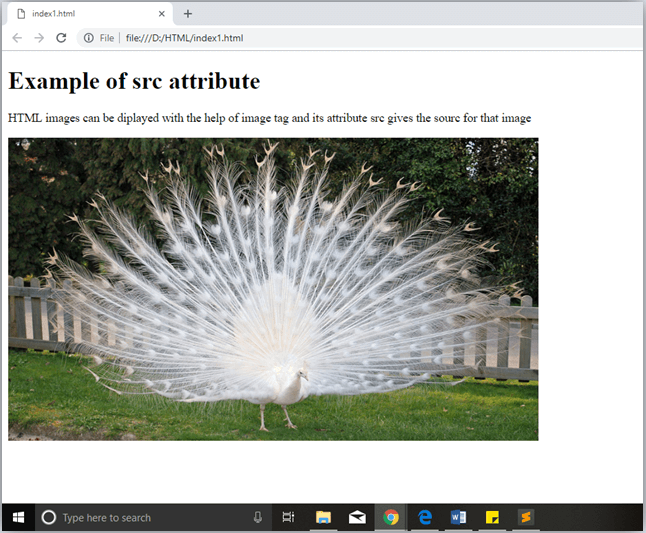 index1.html
File file:///D:/HTML/index1.html
Example of src attribute
HTML images can be diplayed with the help of image tag and its attribute src gives the sourc for that image
Type here to search